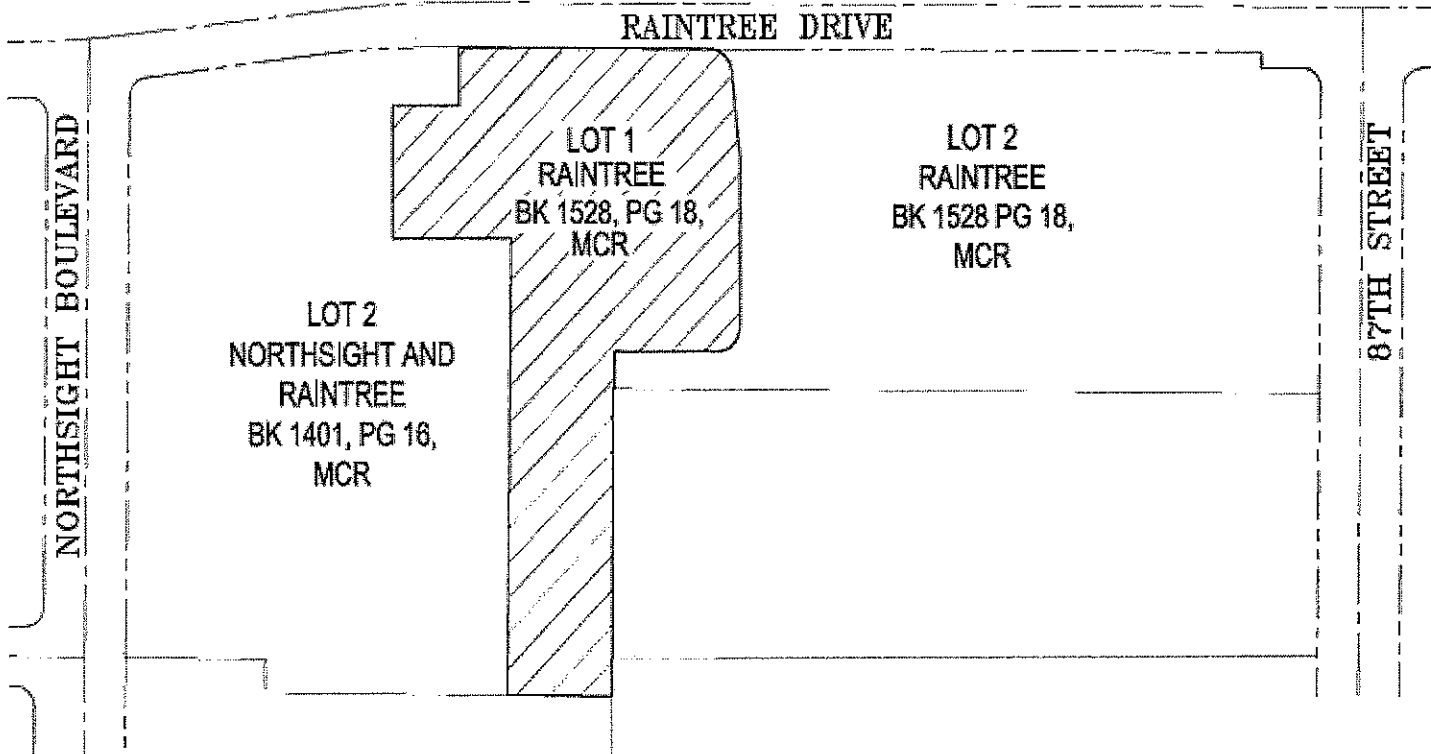 RAINTREE DRIVE
NORTHSIGHT BOULEVARD
LOT 1
RAINTREE
BK 1528, PG 18,
MCR
LOT 2
RAINTREE
BK 1528 PG 18,
MCR
87TH STREET
LOT 2
NORTHSIGHT AND
RAINTREE
BK 1401, PG 16,
MCR